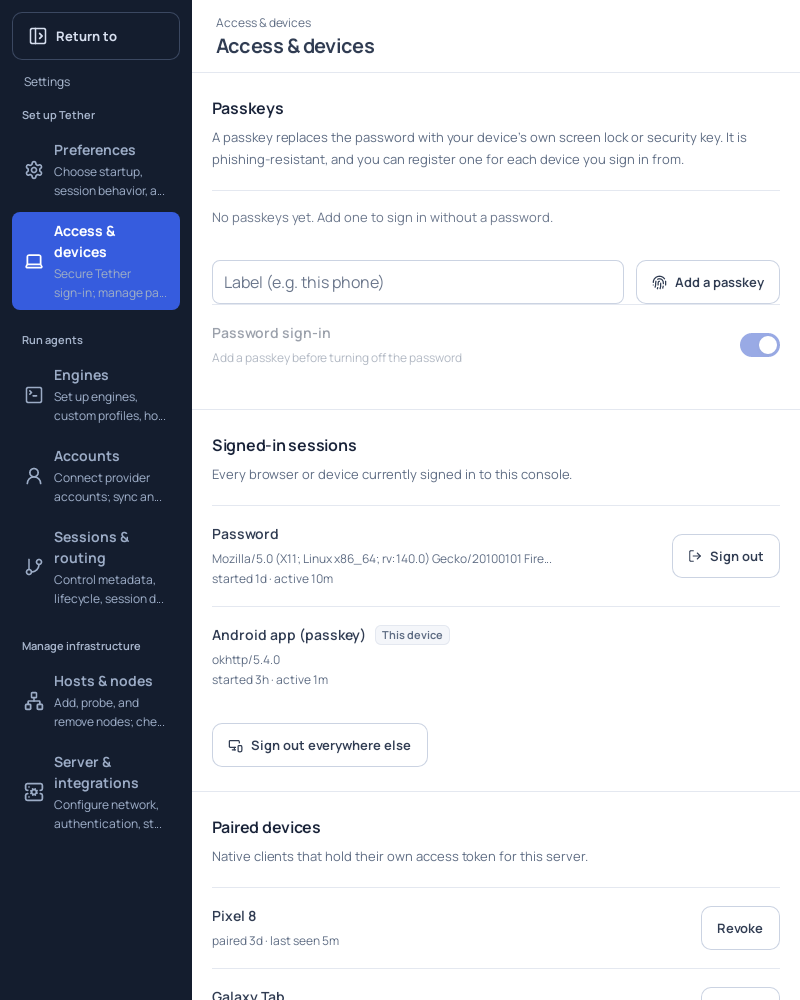 Return to
Settings
Set up Tether
Preferences
Choose startup,
session behavior, a...
Access &
devices
Secure Tether
sign-in; manage pa...
Run agents
Engines
Set up engines,
custom profiles, ho...
Accounts
Connect provider
accounts; sync an...
Sessions &
routing
Control metadata,
lifecycle, session d...
Manage infrastructure
Hosts & nodes
Add, probe, and
remove nodes; che...
Server &
integrations
Configure network,
authentication, st...
Access & devices
Access & devices
Passkeys
A passkey replaces the password with your device's own screen lock or security key. It is
phishing-resistant, and you can register one for each device you sign in from.
No passkeys yet. Add one to sign in without a password.
Label (e.g. this phone)
Add a passkey
Password sign-in
Add a passkey before turning off the password
Signed-in sessions
Every browser or device currently signed in to this console.
Password
Mozilla/5.0 (X11; Linux x86_64; rv:140.0) Gecko/20100101 Fire...
started 1d · active 10m
Sign out
Android app (passkey) This device
okhttp/5.4.0
started 3h · active 1m
Sign out everywhere else
Paired devices
Native clients that hold their own access token for this server.
Pixel 8
paired 3d · last seen 5m
Revoke
Galaxy Tab